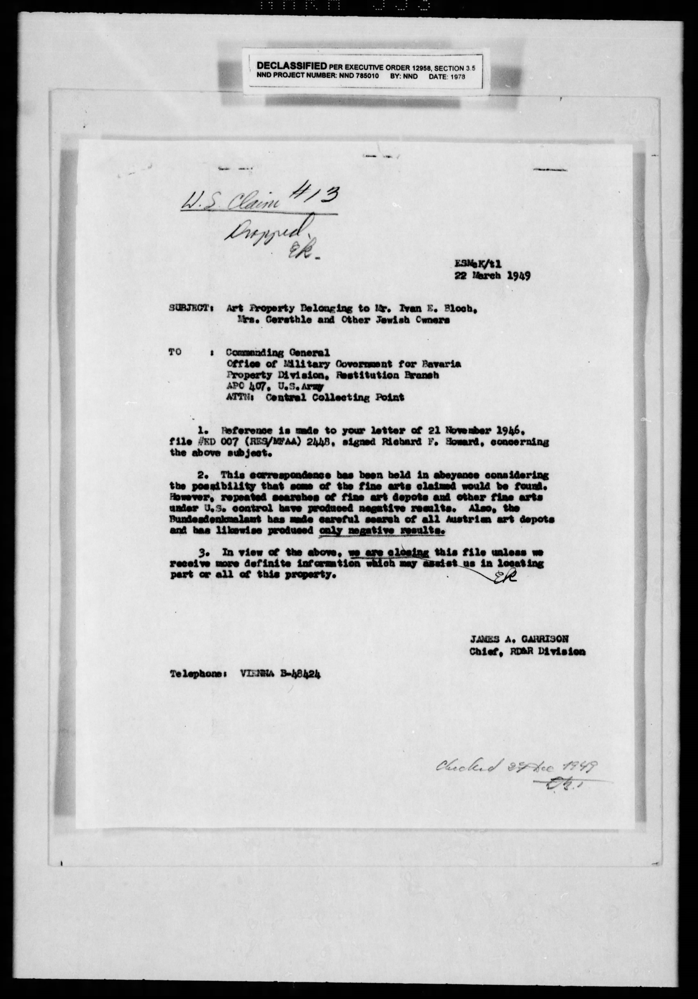 DECLASSIFIED PER EXECUTIVE ORDER 12958, SECTION 3.5
NND PROJECT NUMBER: NND 785010 BY: NND DATE: 1978
U.S. Claim #13
Dropped.
EK.
ESMcK/tl
22 March 1949
SUBJECT: Art Property Belonging to Mr. Ivan E. Bloch,
Mrs. Gersthle and Other Jewish Owners
TO : Commanding General
Office of Military Government for Bavaria
Property Division, Restitution Branch
APO 407, U.S.Army
ATTN: Central Collecting Point
1. Reference is made to your letter of 21 November 1946,
file #ED 007 (RES/MFAA) 2448, signed Richard F. Howard, concerning
the above subject.
2. This correspondence has been held in abeyance considering
the possibility that some of the fine arts claimed would be found.
However, repeated searches of fine art depots and other fine arts
under U.S. control have produced negative results. Also, the
Bundesdenkmalamt has made careful search of all Austrian art depots
and has likewise produced only negative results.
3. In view of the above, we are closing this file unless we
receive more definite information which may assist us in locating
part or all of this property.
EK
JAMES A. GARRISON
Chief, RD&R Division
Telephone: VIENNA B-48424
Checked Dec 1949